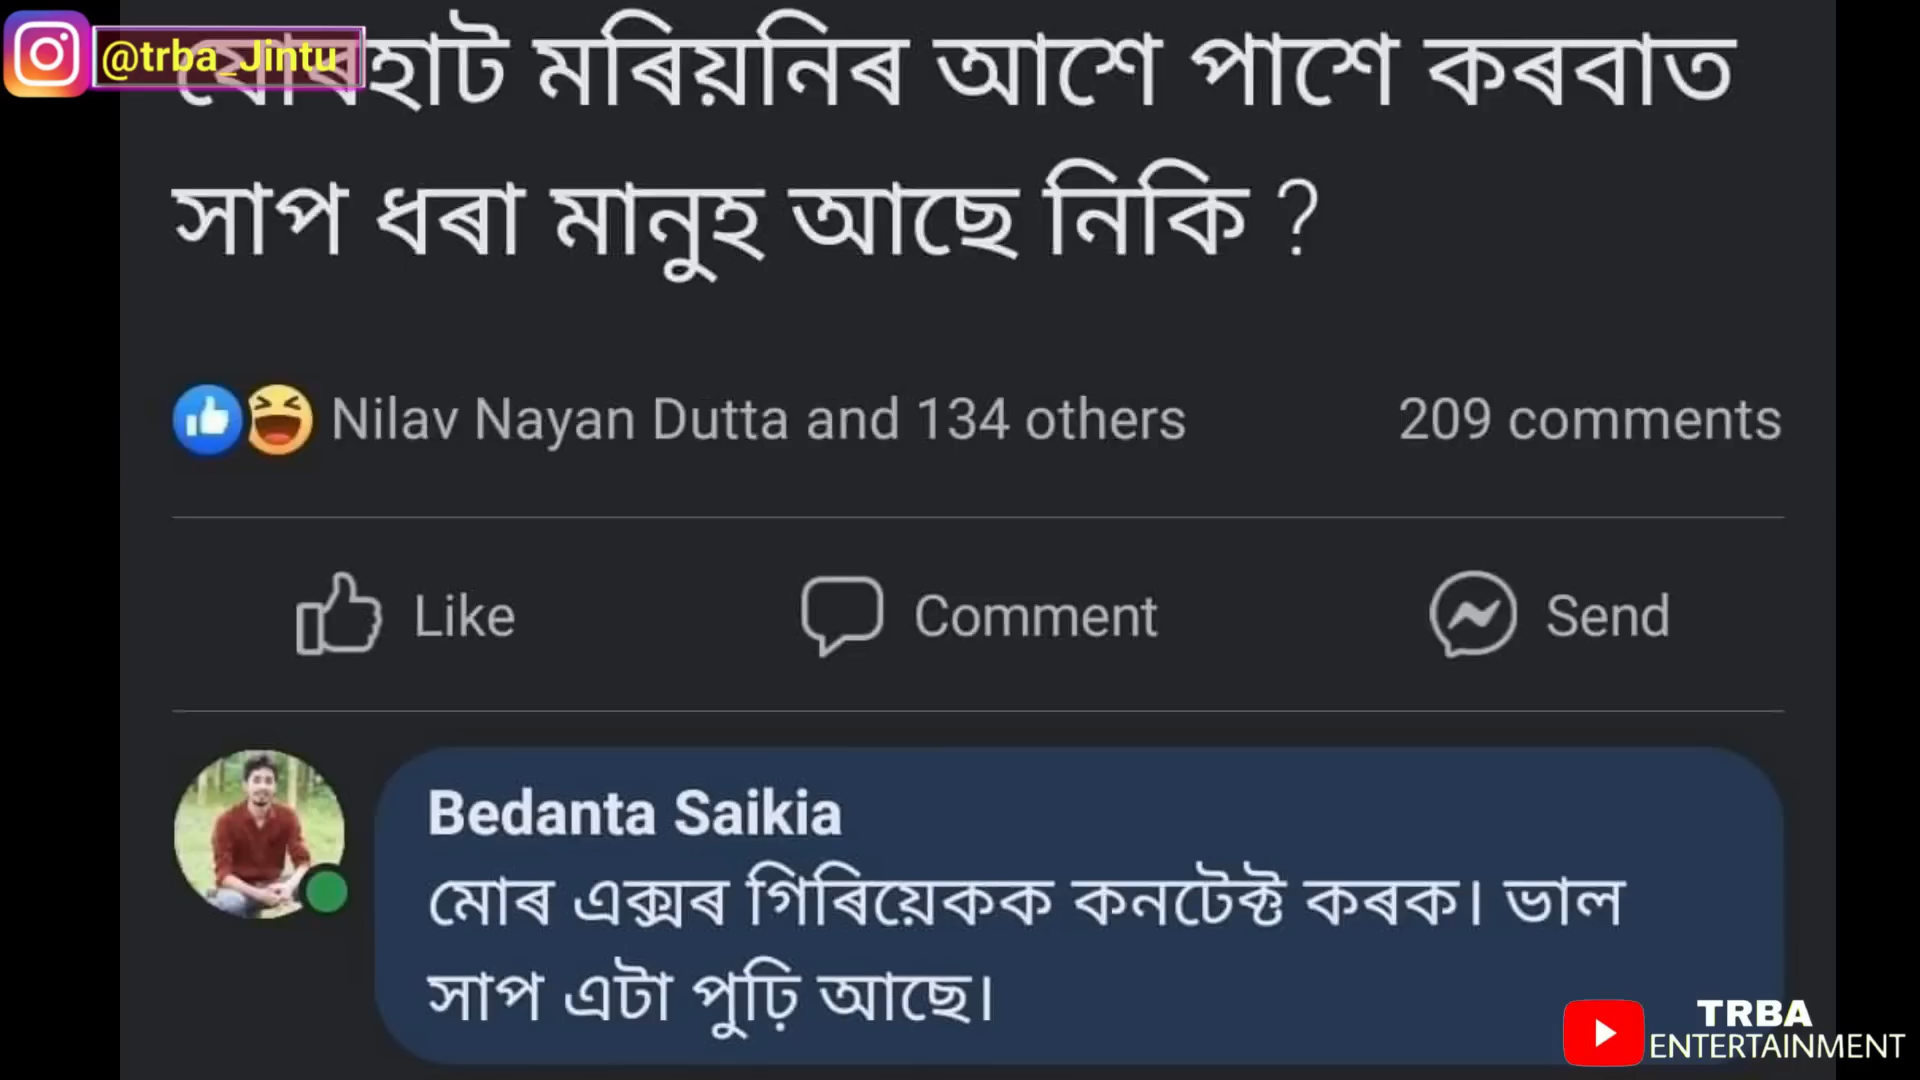 @trba_Jintu
যোৰহাট মৰিয়নিৰ আশে পাশে কৰবাত
সাপ ধৰা মানুহ আছে নিকি ?
Nilav Nayan Dutta and 134 others
209 comments
Like
Comment
Send
Bedanta Saikia
মোৰ এক্সৰ গিৰিয়েকক কনটেক্ট কৰক। ভাল
সাপ এটা পুঢ়ি আছে।
TRBA
ENTERTAINMENT